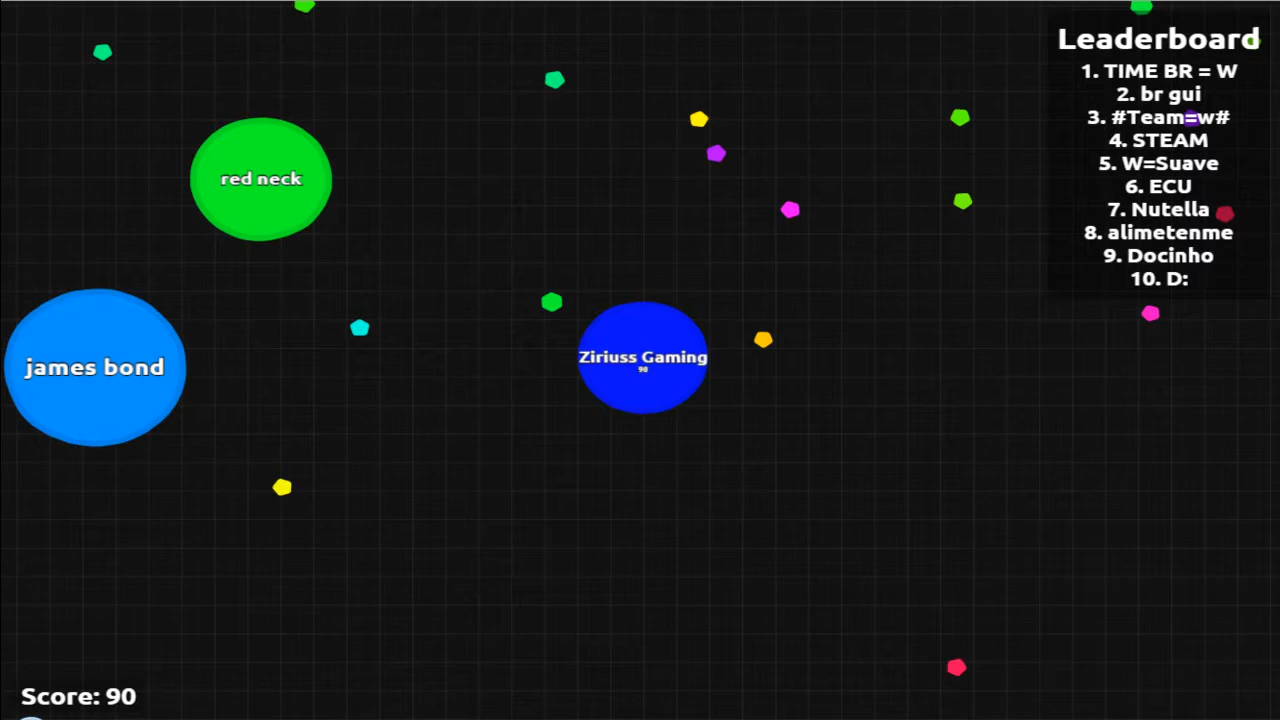 Leaderboard
1. TIME BR = W
2. br gui
3. #Team=w#
4. STEAM
5. W=Suave
6. ECU
7. Nutella
8. alimetenme
9. Docinho
10. D:
red neck
james bond
Ziriuss Gaming
90
Score: 90